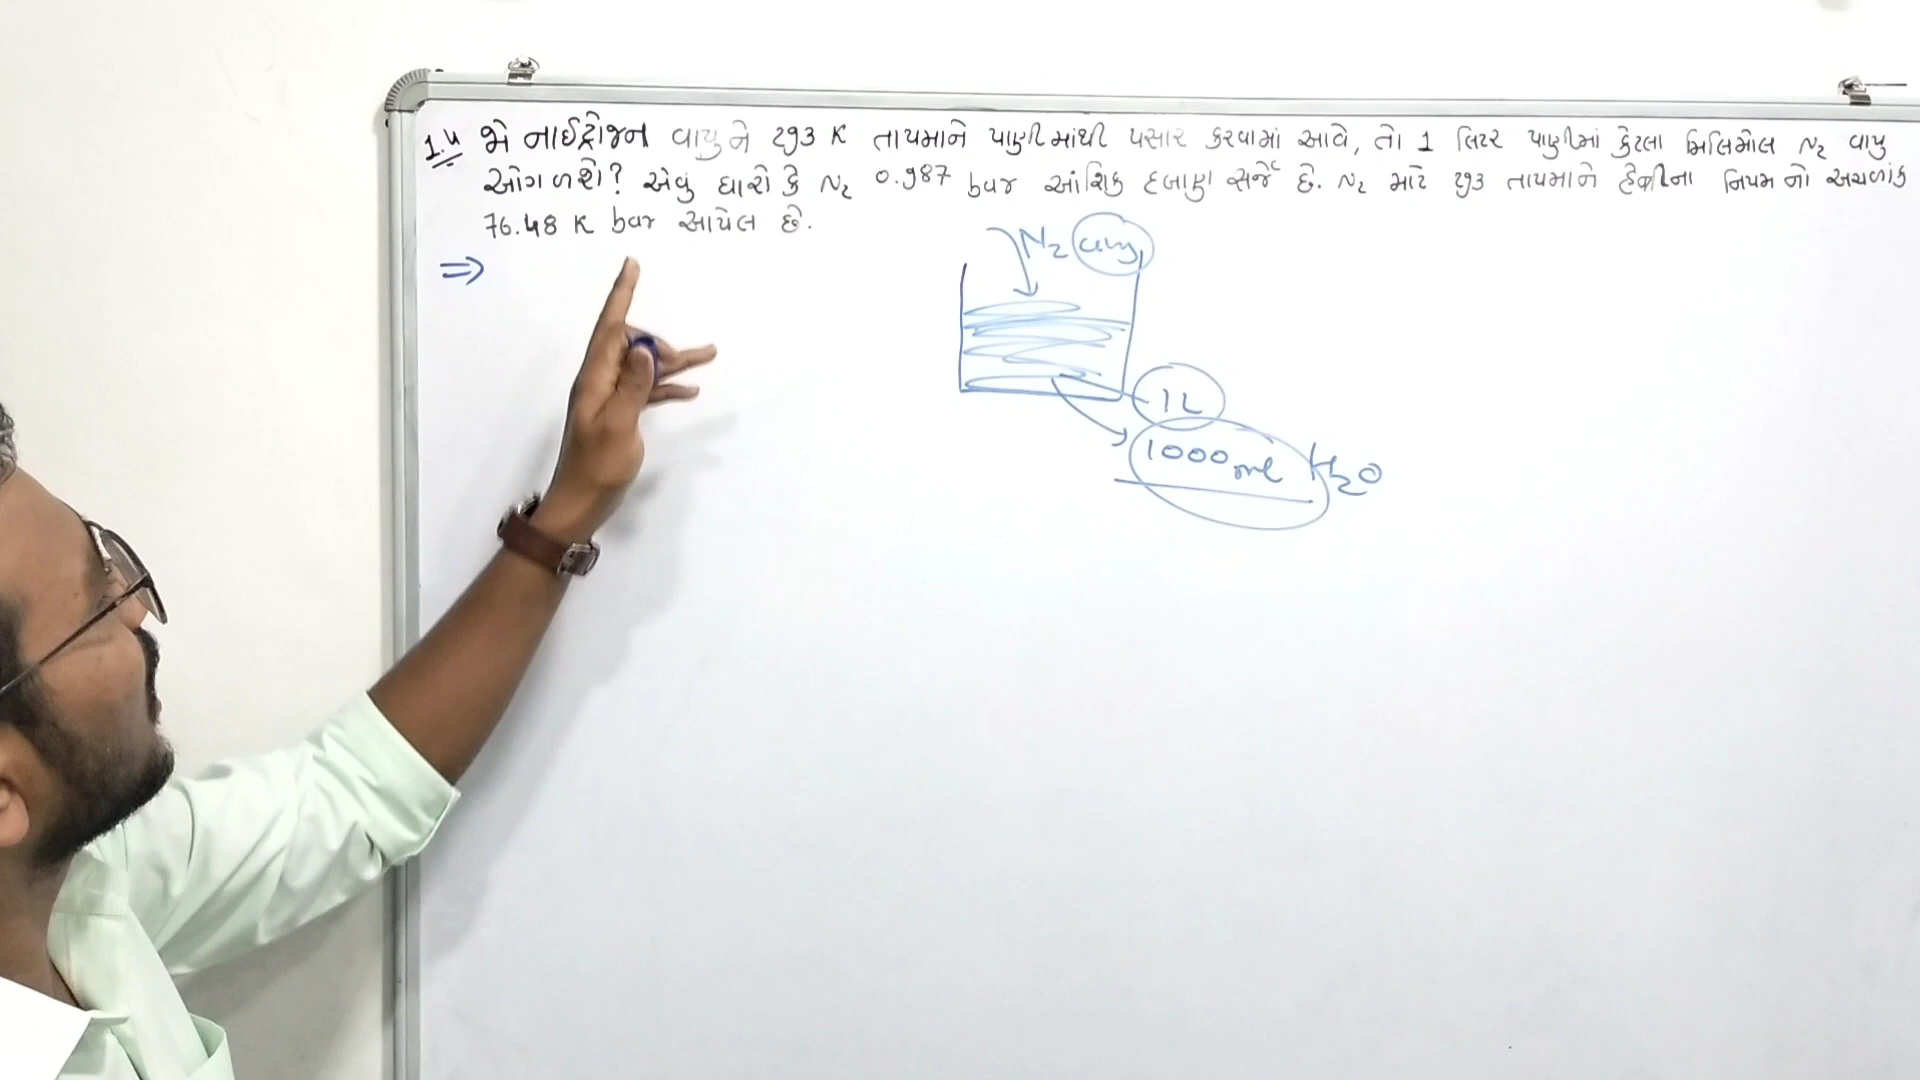 1.4 જો નાઈટ્રોજન વાયુને 293 K તાપમાને પાણીમાંથી પસાર કરવામાં આવે, તો 1 લિટર પાણીમાં કેટલા મિલિમોલ N₂ વાયુ
ઓગળશે? એવું ધારો કે N₂ 0.987 bar આંશિક દબાણ સર્જે છે. N₂ માટે 293 તાપમાને હેન્રીના નિયમ નો અચળાંક
76.48 K bar આપેલ છે.
⇒
N₂ વાયુ
1L
1000 ml H₂O